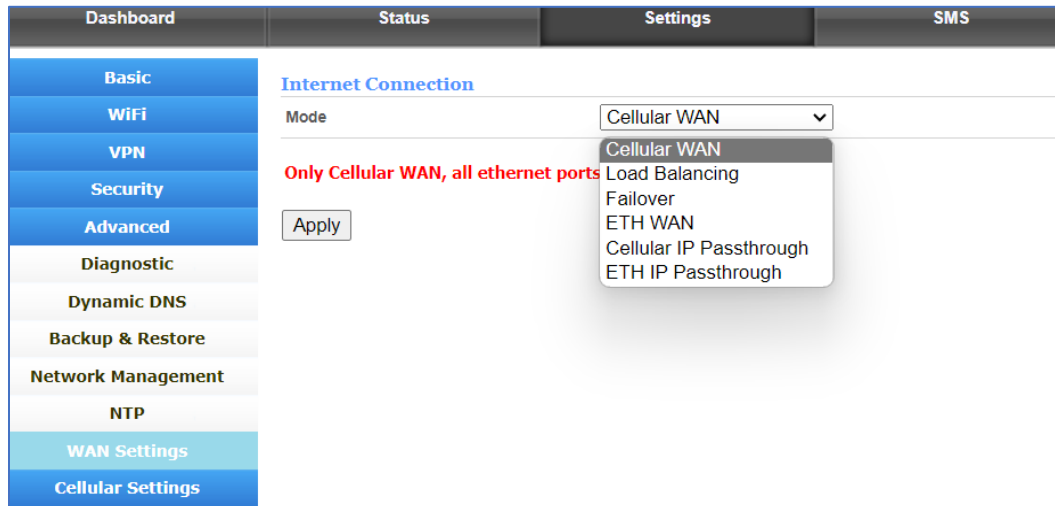 Dashboard Status Settings SMS
Basic
WiFi
VPN
Security
Advanced
Diagnostic
Dynamic DNS
Backup & Restore
Network Management
NTP
WAN Settings
Cellular Settings
Internet Connection
Mode Cellular WAN
Cellular WAN
Load Balancing
Failover
ETH WAN
Cellular IP Passthrough
ETH IP Passthrough
Only Cellular WAN, all ethernet ports
Apply